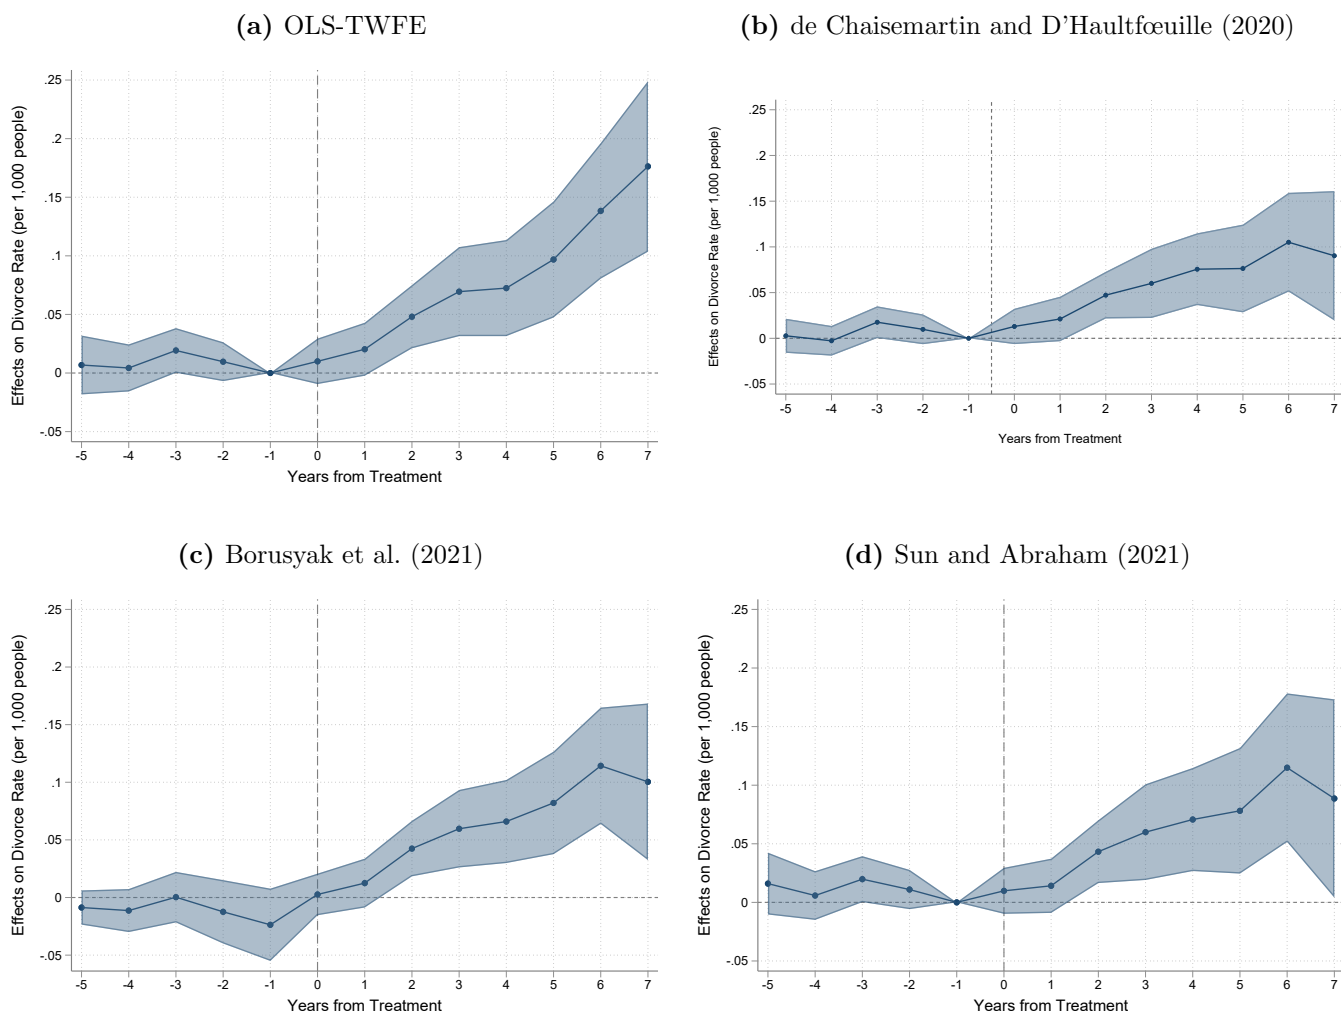 (a) OLS-TWFE
Effects on Divorce Rate (per 1,000 people)
.25
.2
.15
.1
.05
0
-.05
-5 -4 -3 -2 -1 0 1 2 3 4 5 6 7
Years from Treatment
(b) de Chaisemartin and D'Haultfœuille (2020)
Effects on Divorce Rate (per 1,000 people)
.25
.2
.15
.1
.05
0
-.05
-5 -4 -3 -2 -1 0 1 2 3 4 5 6 7
Years from Treatment
(c) Borusyak et al. (2021)
Effects on Divorce Rate (per 1,000 people)
.25
.2
.15
.1
.05
0
-.05
-5 -4 -3 -2 -1 0 1 2 3 4 5 6 7
Years from Treatment
(d) Sun and Abraham (2021)
Effects on Divorce Rate (per 1,000 people)
.25
.2
.15
.1
.05
0
-.05
-5 -4 -3 -2 -1 0 1 2 3 4 5 6 7
Years from Treatment